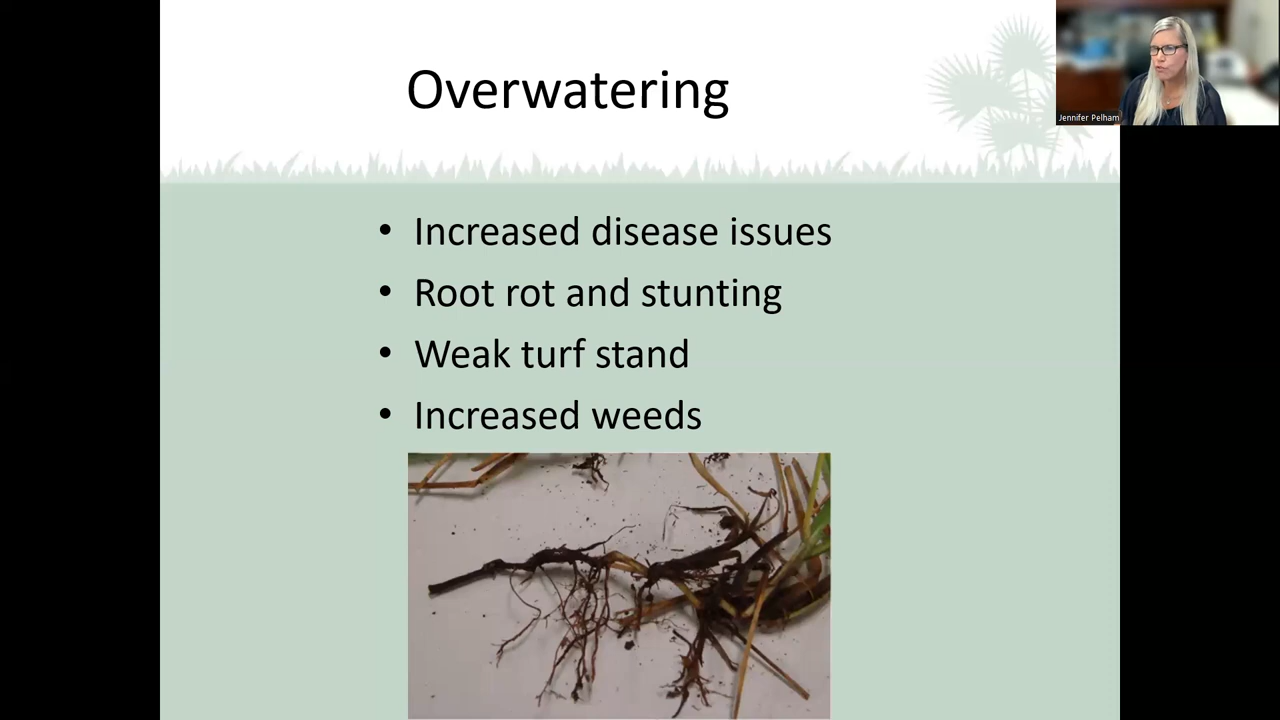 Overwatering
Jennifer Pelham
• Increased disease issues
• Root rot and stunting
• Weak turf stand
• Increased weeds